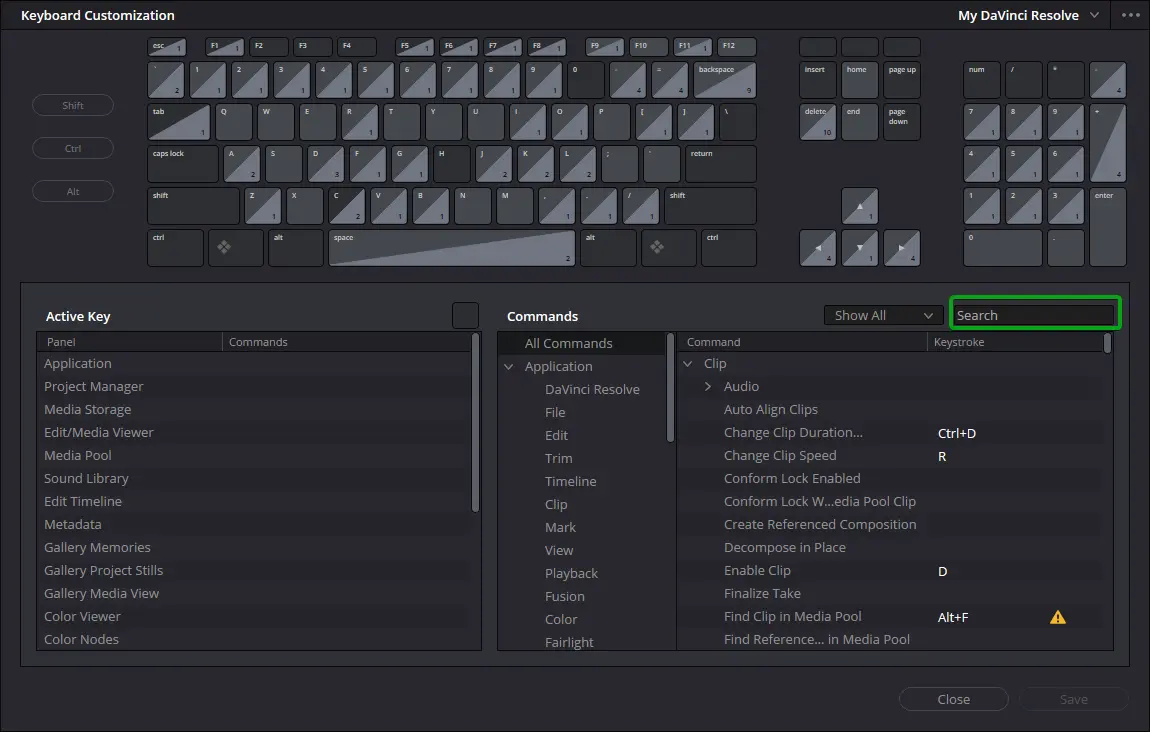 Keyboard Customization
My DaVinci Resolve
esc 1 F1 1 F2 F3 F4 F5 1 F6 1 F7 1 F8 1 F9 1 F10 F11 1 F12
` 2 1 1 2 1 3 1 4 1 5 1 6 1 7 1 8 1 9 1 0 - 4 = 4 backspace 9 insert home page up num / * - 4
Shift
tab 1 Q W E R 1 T Y U I 1 O 1 P [ 1 ] 1 \ delete 10 end page down 7 1 8 1 9 1 + 4
Ctrl
caps lock A 2 S D 3 F 1 G 1 H J 2 K 2 L 2 ; ' return 4 1 5 1 6 1
Alt
shift Z 1 X C 2 V 1 B 1 N M , 1 . 1 / 1 shift ▲ 1 1 1 2 1 3 1 enter
ctrl alt space 2 alt ctrl ◄ 4 ▼ 1 ► 4 0 .
Active Key
Commands
Show All
Search
Panel Commands
All Commands
Command Keystroke
Application
Application
Clip
Project Manager
DaVinci Resolve
Audio
Media Storage
File
Auto Align Clips
Edit/Media Viewer
Edit
Change Clip Duration... Ctrl+D
Media Pool
Trim
Change Clip Speed R
Sound Library
Timeline
Conform Lock Enabled
Edit Timeline
Clip
Conform Lock W...edia Pool Clip
Metadata
Mark
Create Referenced Composition
Gallery Memories
View
Decompose in Place
Gallery Project Stills
Playback
Enable Clip D
Gallery Media View
Fusion
Finalize Take
Color Viewer
Color
Find Clip in Media Pool Alt+F
Color Nodes
Fairlight
Find Reference... in Media Pool
Close
Save